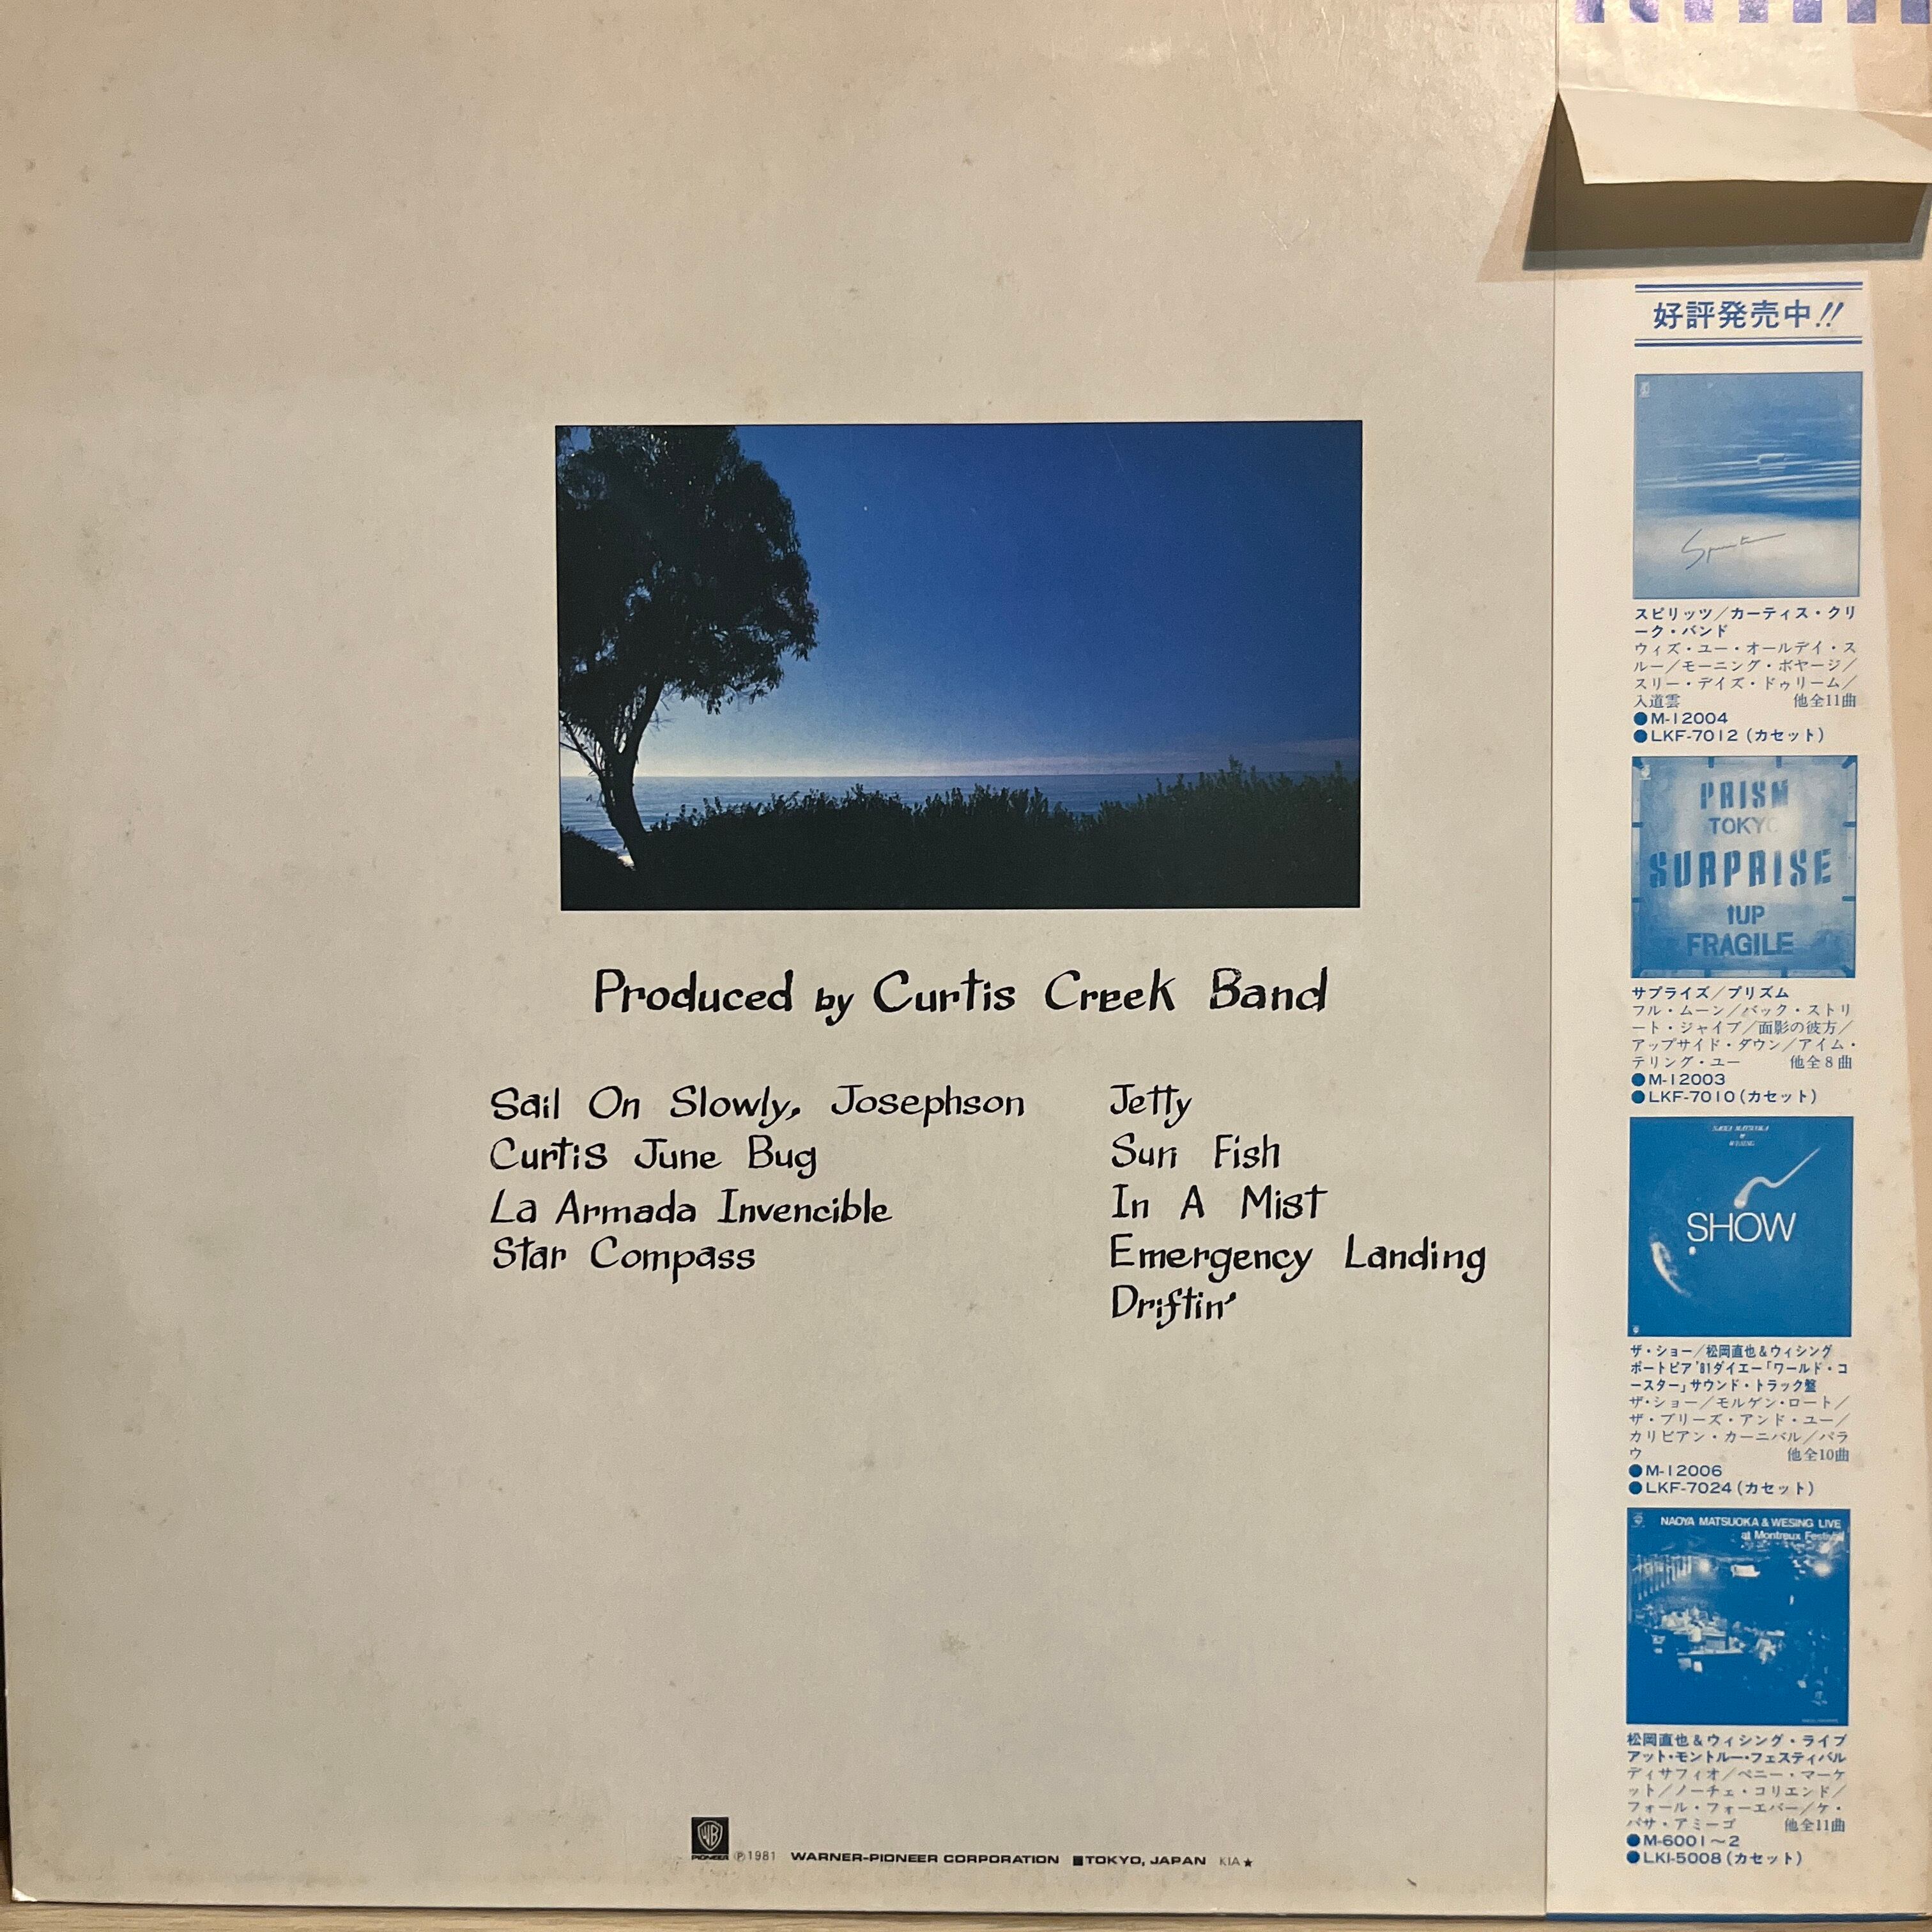 Produced by Curtis Creek Band
Sail On Slowly, Josephson
Curtis June Bug
La Armada Invencible
Star Compass
Jetty
Sun Fish
In A Mist
Emergency Landing
Driftin'
WB
PIONEER
Ⓟ1981 WARNER-PIONEER CORPORATION ■TOKYO, JAPAN KIA★
好評発売中!!
スピリッツ/カーティス・クリ
ーク・バンド
ウィズ・ユー・オールデイ・ス
ルー/モーニング・ボヤージ/
スリー・デイズ・ドゥリーム/
入道雲 他全11曲
●M-12004
●LKF-7012(カセット)
PRISM
TOKYO
SURPRISE
↑UP
FRAGILE
サプライズ/プリズム
フル・ムーン/バック・ストリ
ート・ジャイブ/面影の彼方/
アップサイド・ダウン/アイム・
テリング・ユー 他全8曲
●M-12003
●LKF-7010(カセット)
NAOYA MATSUOKA
WESING
SHOW
ザ・ショー/松岡直也&ウィシング
ポートピア'81ダイエー「ワールド・コ
ースター」サウンド・トラック盤
ザ・ショー/モルゲン・ロート/
ザ・ブリーズ・アンド・ユー/
カリビアン・カーニバル/パラ
ウ 他全10曲
●M-12006
●LKF-7024(カセット)
NAOYA MATSUOKA & WESING LIVE
at Montreux Festival
松岡直也&ウィシング・ライブ
アット・モントルー・フェスティバル
ディサフィオ/ペニー・マーケ
ット/ノーチェ・コリエンド/
フォール・フォーエバー/ケ・
パサ・アミーゴ 他全11曲
●M-6001～2
●LKI-5008(カセット)